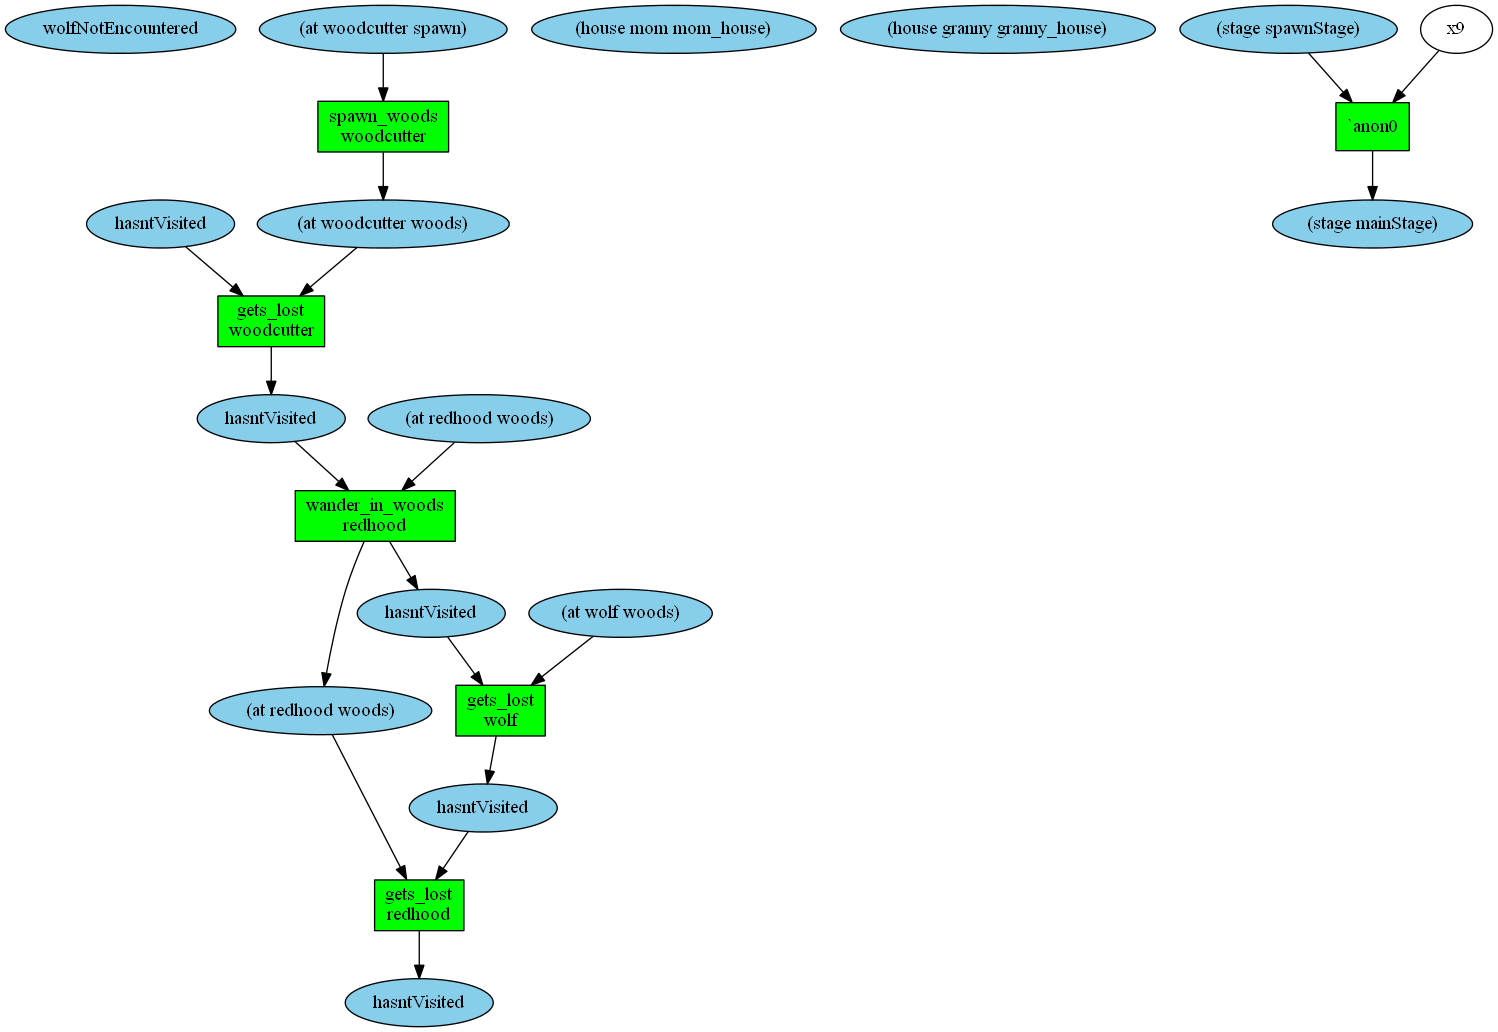 wolfNotEncountered
(at woodcutter spawn)
(house mom mom_house)
(house granny granny_house)
(stage spawnStage)
x9
spawn_woods
woodcutter
`anon0
hasntVisited
(at woodcutter woods)
(stage mainStage)
gets_lost
woodcutter
hasntVisited
(at redhood woods)
wander_in_woods
redhood
hasntVisited
(at wolf woods)
(at redhood woods)
gets_lost
wolf
hasntVisited
gets_lost
redhood
hasntVisited